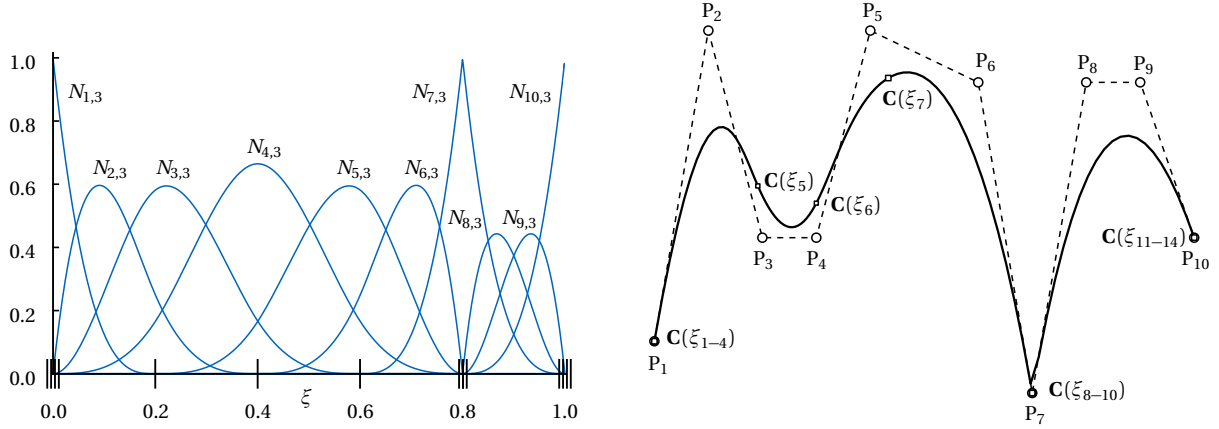 1.0
0.8
0.6
0.4
0.2
0.0
N1,3
N2,3
N3,3
N4,3
N5,3
N6,3
N7,3
N8,3
N9,3
N10,3
0.0 0.2 0.4 0.6 0.8 1.0
ξ
P2
P5
P6
P8
P9
C(ξ7)
C(ξ5)
C(ξ6)
P3
P4
C(ξ11−14)
P10
C(ξ1−4)
P1
C(ξ8−10)
P7